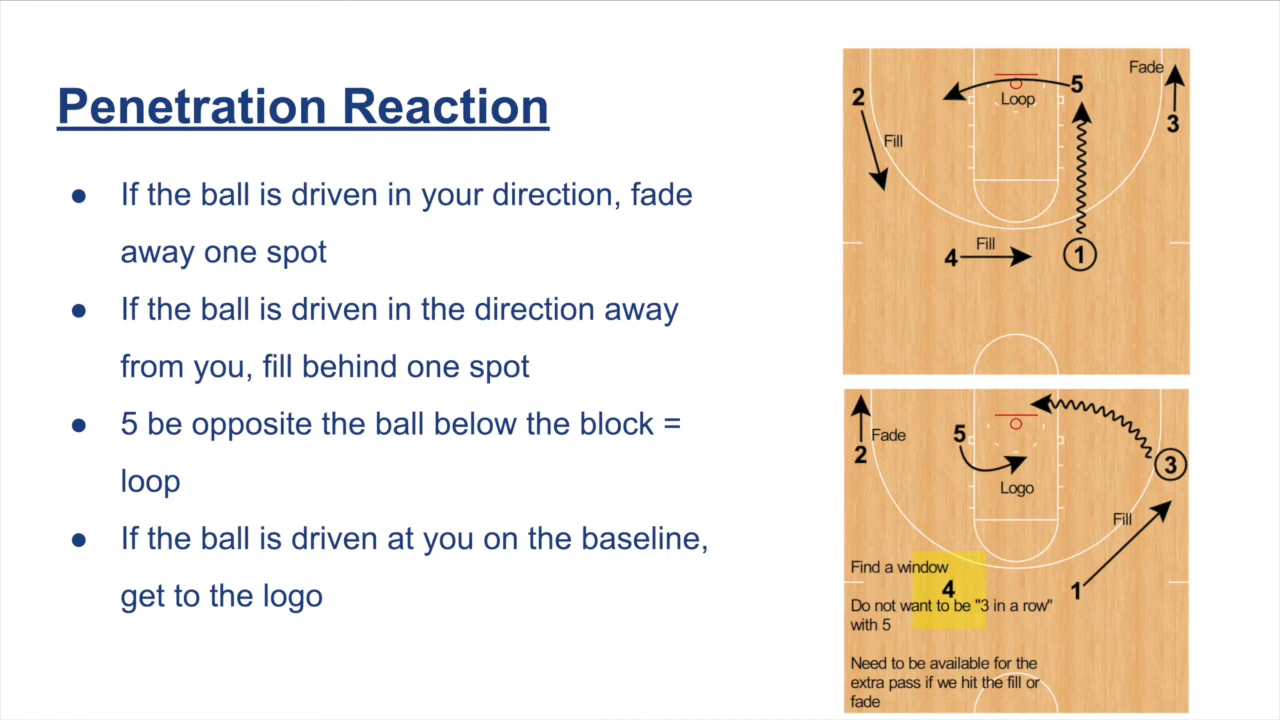 Penetration Reaction
● If the ball is driven in your direction, fade
away one spot
● If the ball is driven in the direction away
from you, fill behind one spot
● 5 be opposite the ball below the block =
loop
● If the ball is driven at you on the baseline,
get to the logo
Fade
5
2
Loop
3
Fill
Fill
4
1
Fade
5
2
3
Logo
Fill
Find a window
4
1
Do not want to be "3 in a row"
with 5
Need to be available for the
extra pass if we hit the fill or
fade